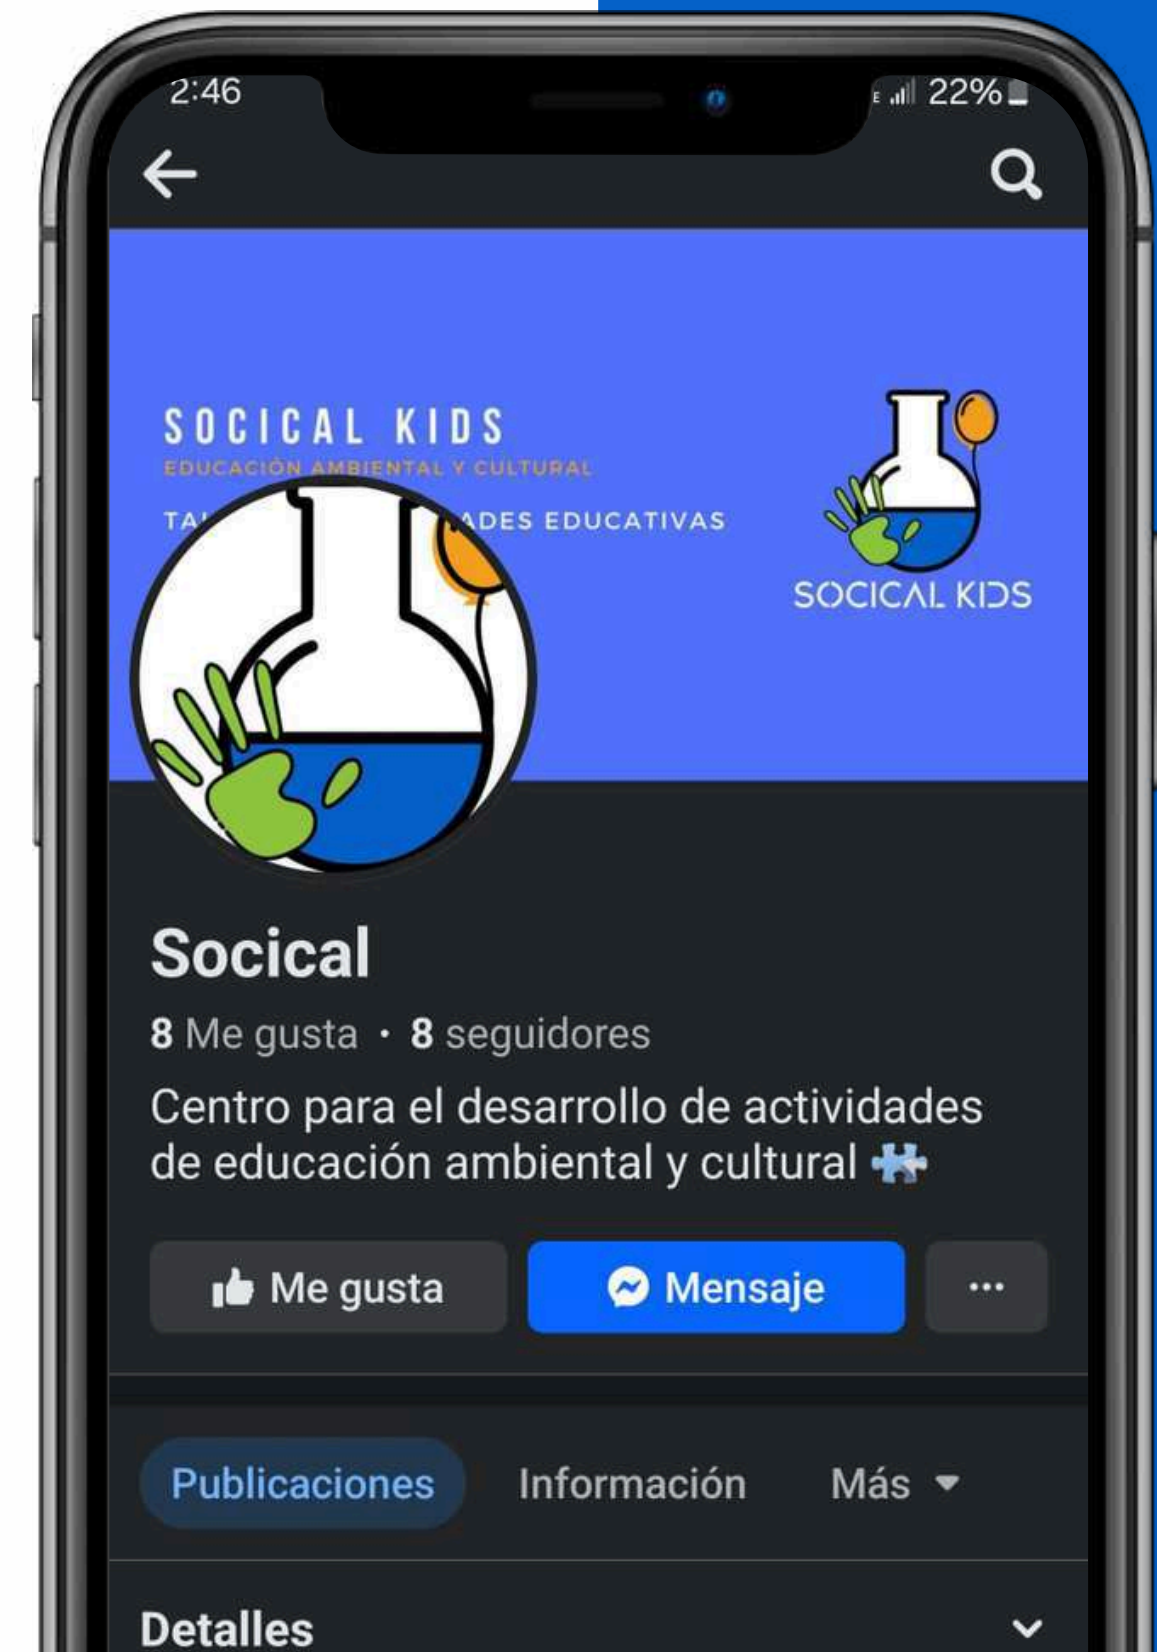 2:46
22%
SOCICAL KIDS
EDUCACIÓN AMBIENTAL Y CULTURAL
EDUCATIVAS
SOCICAL KIDS
Socical
8 Me gusta · 8 seguidores
Centro para el desarrollo de actividades
de educación ambiental y cultural
Me gusta
Mensaje
Publicaciones
Información
Más
Detalles